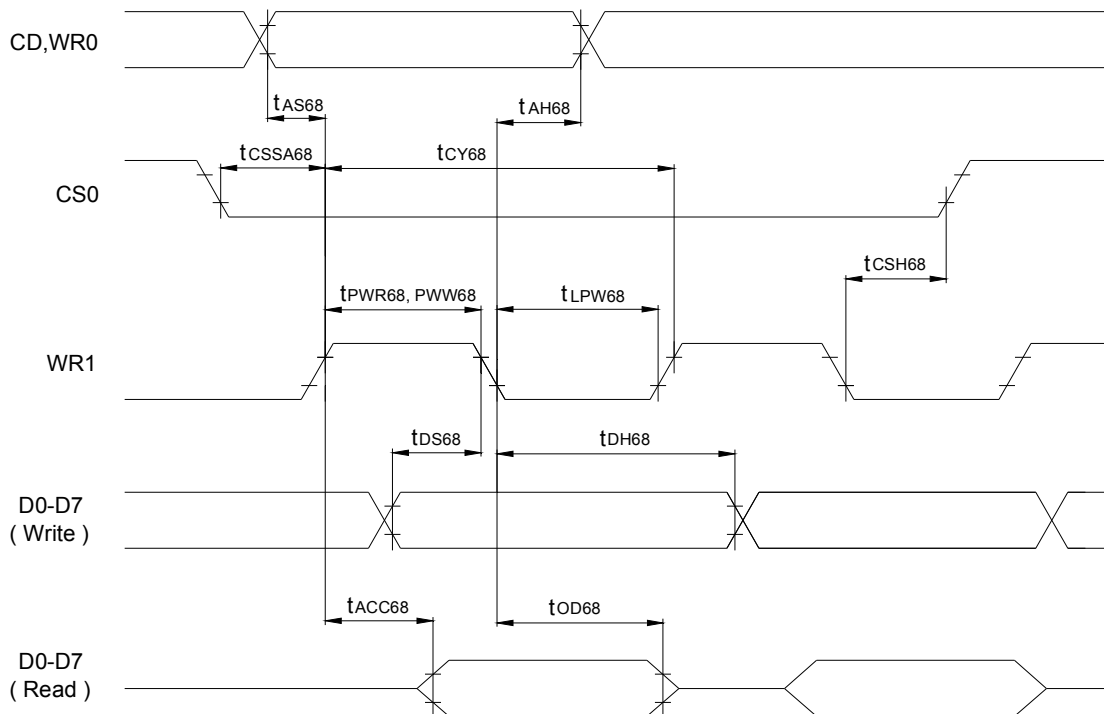 CD,WR0
tAS68
tAH68
tCSSA68
tCY68
CS0
tCSH68
tPWR68, PWW68
tLPW68
WR1
tDS68
tDH68
D0-D7
( Write )
tACC68
tOD68
D0-D7
( Read )